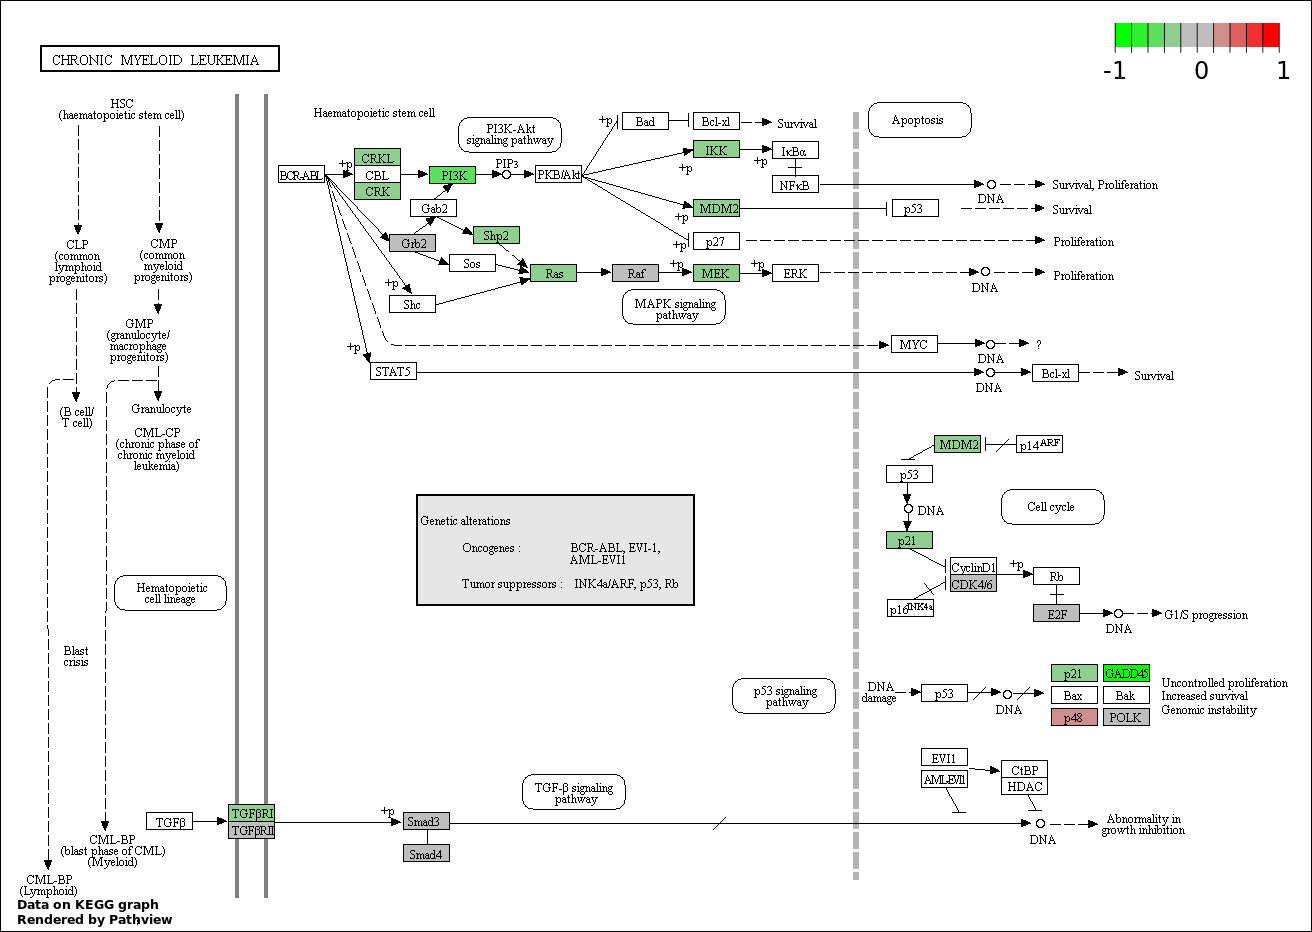 CHRONIC MYELOID LEUKEMIA
-1 0 1
HSC
(haematopoietic stem cell)
CLP
(common
lymphoid
progenitors)
CMP
(common
myeloid
progenitors)
GMP
(granulocyte/
macrophage
progenitors)
(B cell/
T cell)
Granulocyte
CML-CP
(chronic phase of
chronic myeloid
leukemia)
Hematopoietic
cell lineage
Blast
crisis
CML-BP
(blast phase of CML)
(Myeloid)
CML-BP
(Lymphoid)
Haematopoietic stem cell
PI3K-Akt
signaling pathway
BCR-ABL
+p
CRKL
CBL
CRK
PI3K
PIP3
PKB/Akt
Gab2
Grb2
Shp2
Sos
+p
Shc
Ras
Raf
+p
MEK
+p
ERK
MAPK signaling
pathway
+p
STAT5
+p
Bad
Bcl-xl
Survival
+p
IKK
+p
IκBα
NFκB
DNA
Survival, Proliferation
+p
MDM2
p53
Survival
+p
p27
Proliferation
DNA
Proliferation
MYC
DNA
?
DNA
Bcl-xl
Survival
Apoptosis
MDM2
p14ARF
p53
DNA
Cell cycle
p21
CyclinD1
CDK4/6
+p
Rb
p16INK4a
E2F
DNA
G1/S progression
Genetic alterations
Oncogenes : BCR-ABL, EVI-1,
AML-EVI1
Tumor suppressors : INK4a/ARF, p53, Rb
p53 signaling
pathway
DNA
damage
p53
DNA
p21
GADD45
Bax
Bak
p48
POLK
Uncontrolled proliferation
Increased survival
Genomic instability
EVI1
AML-EVI1
CtBP
HDAC
TGF-β signaling
pathway
TGFβ
TGFβRI
TGFβRII
+p
Smad3
Smad4
DNA
Abnormality in
growth inhibition
Data on KEGG graph
Rendered by Pathview